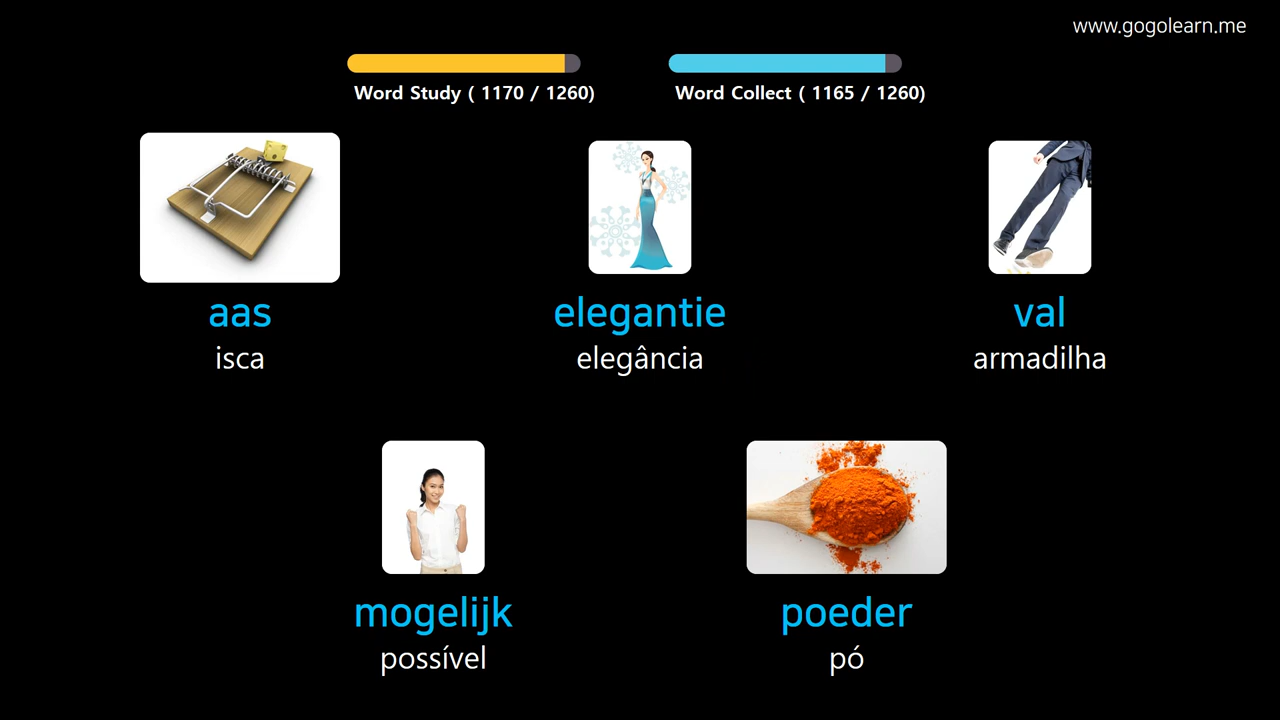 www.gogolearn.me
Word Study ( 1170 / 1260)
Word Collect ( 1165 / 1260)
aas
isca
elegantie
elegância
val
armadilha
mogelijk
possível
poeder
pó